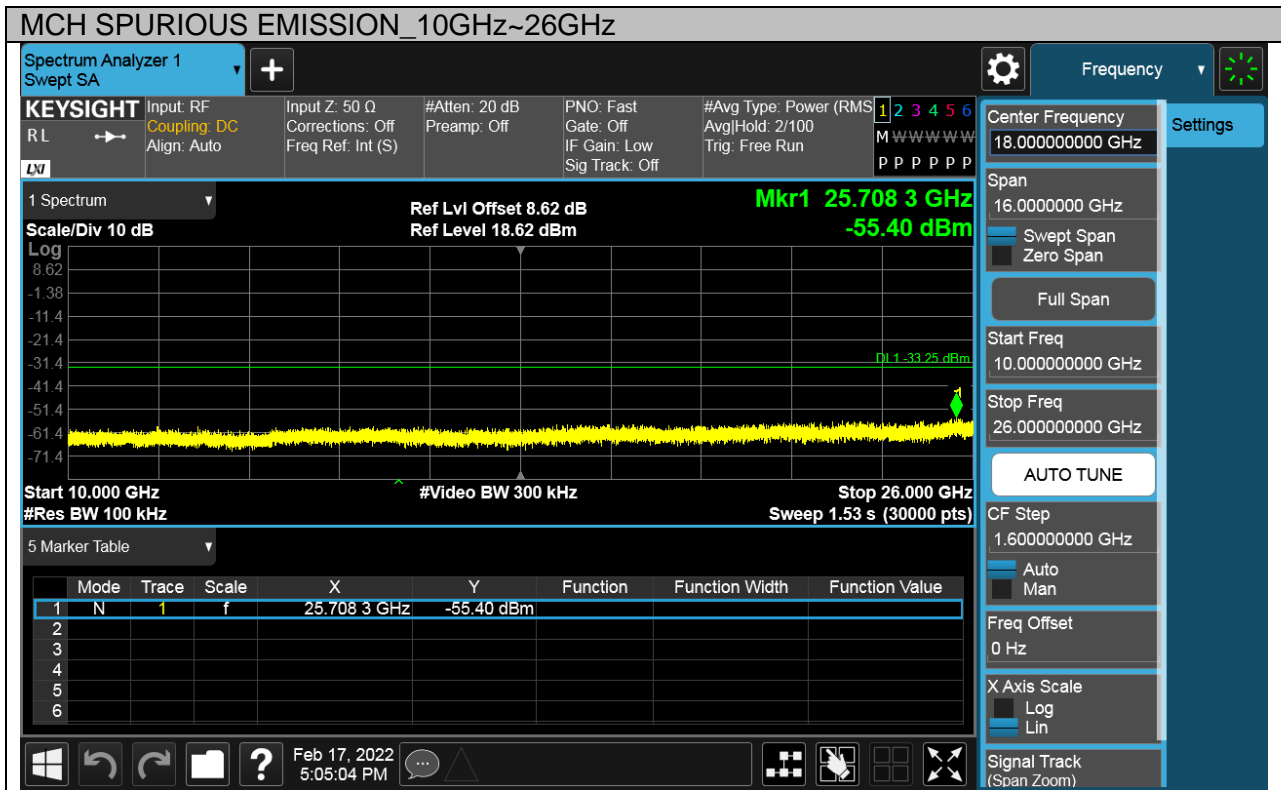 MCH SPURIOUS EMISSION_10GHz~26GHz
Spectrum Analyzer 1
Swept SA
+
Frequency
KEYSIGHT
RL
LXI
Input: RF
Coupling: DC
Align: Auto
Input Z: 50 Ω
Corrections: Off
Freq Ref: Int (S)
#Atten: 20 dB
Preamp: Off
PNO: Fast
Gate: Off
IF Gain: Low
Sig Track: Off
#Avg Type: Power (RMS
Avg|Hold: 2/100
Trig: Free Run
1 2 3 4 5 6
M W W W W W
P P P P P P
1 Spectrum
Ref Lvl Offset 8.62 dB
Mkr1 25.708 3 GHz
Scale/Div 10 dB
Ref Level 18.62 dBm
-55.40 dBm
Log
8.62
-1.38
-11.4
-21.4
-31.4
-41.4
-51.4
-61.4
-71.4
DL1 -33.25 dBm
1
Start 10.000 GHz
#Video BW 300 kHz
Stop 26.000 GHz
#Res BW 100 kHz
Sweep 1.53 s (30000 pts)
5 Marker Table
Mode Trace Scale X Y Function Function Width Function Value
1 N 1 f 25.708 3 GHz -55.40 dBm
2
3
4
5
6
?
Feb 17, 2022
5:05:04 PM
Center Frequency
18.000000000 GHz
Span
16.0000000 GHz
Swept Span
Zero Span
Full Span
Start Freq
10.000000000 GHz
Stop Freq
26.000000000 GHz
AUTO TUNE
CF Step
1.600000000 GHz
Auto
Man
Freq Offset
0 Hz
X Axis Scale
Log
Lin
Signal Track
(Span Zoom)
Settings